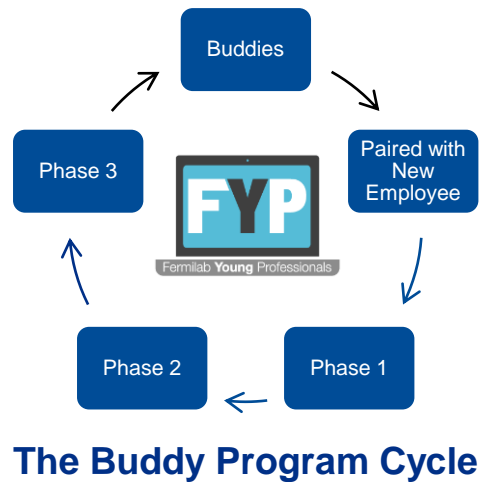 Buddies
Phase 3
Paired with
New
Employee
FYP
Fermilab Young Professionals
Phase 2
Phase 1
The Buddy Program Cycle